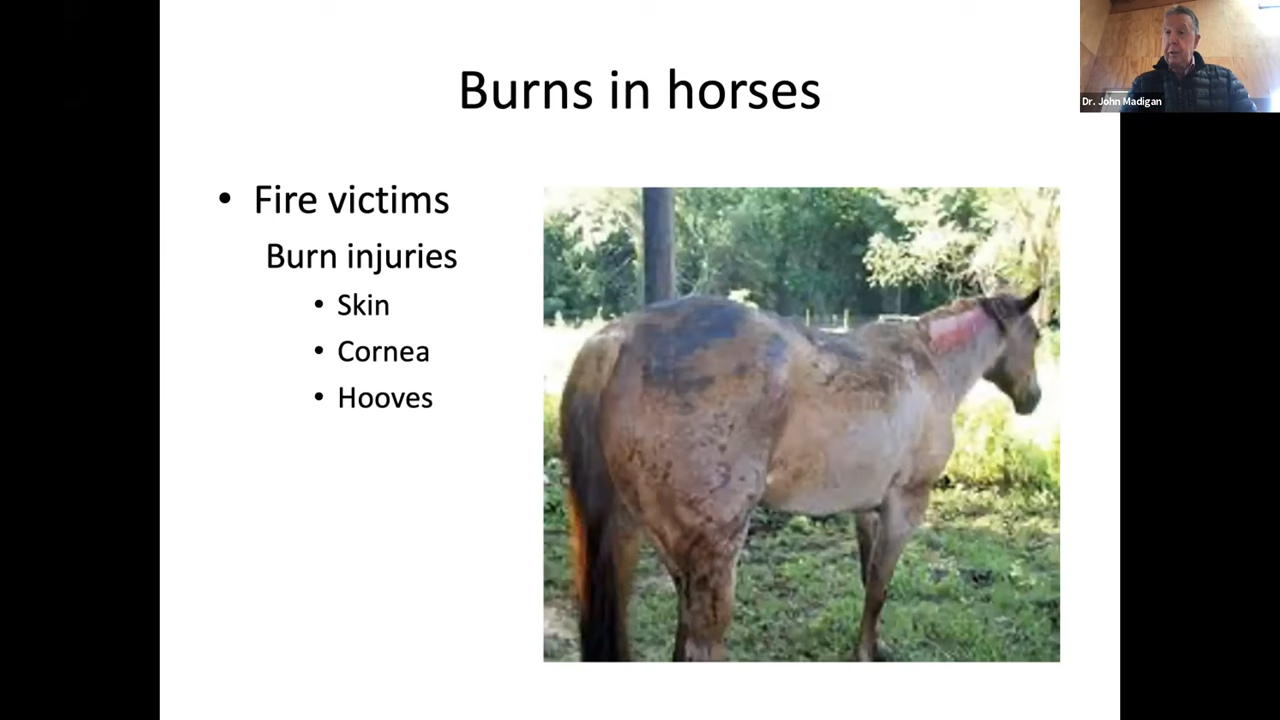 Burns in horses
Dr. John Madigan
• Fire victims
Burn injuries
• Skin
• Cornea
• Hooves